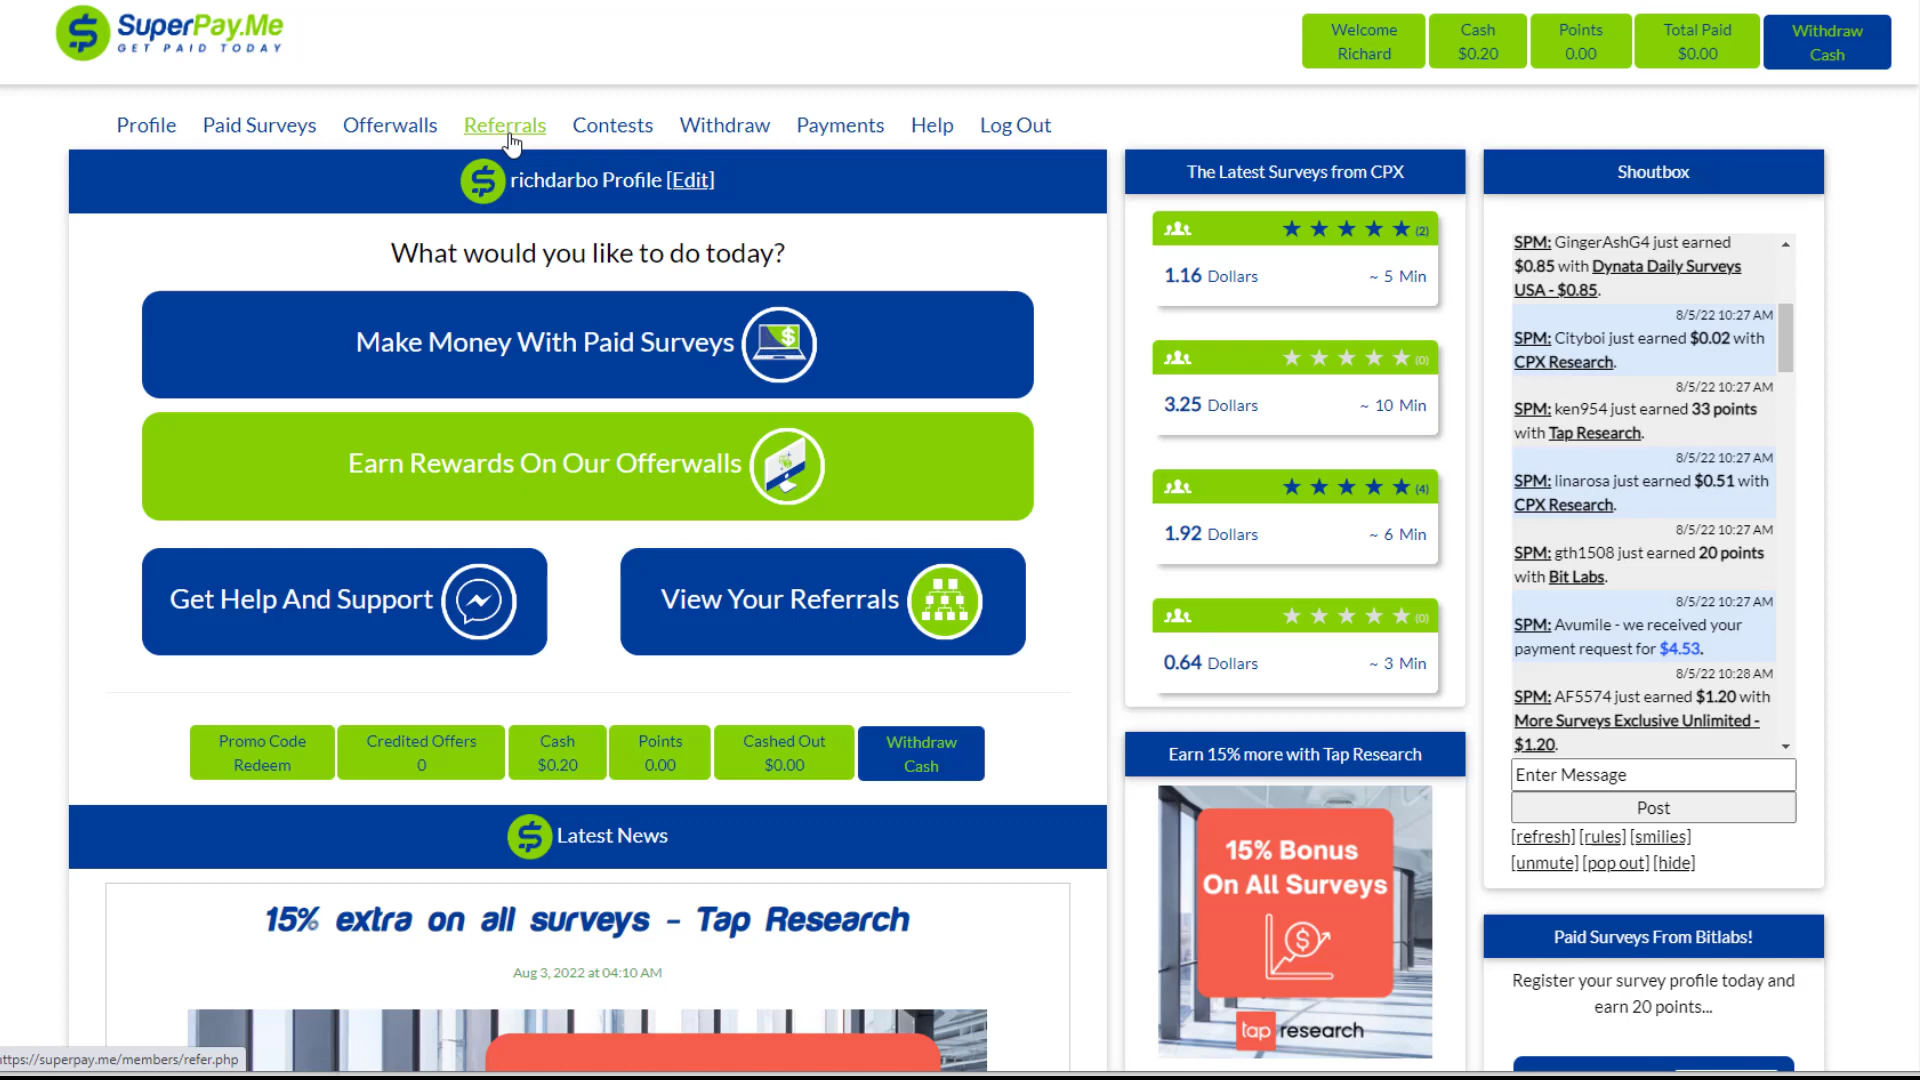 SuperPay.Me
GET PAID TODAY
Welcome
Richard
Cash
$0.20
Points
0.00
Total Paid
$0.00
Withdraw
Cash
Profile
Paid Surveys
Offerwalls
Referrals
Contests
Withdraw
Payments
Help
Log Out
richdarbo Profile [Edit]
What would you like to do today?
Make Money With Paid Surveys
Earn Rewards On Our Offerwalls
Get Help And Support
View Your Referrals
Promo Code
Redeem
Credited Offers
0
Cash
$0.20
Points
0.00
Cashed Out
$0.00
Withdraw
Cash
Latest News
15% extra on all surveys - Tap Research
Aug 3, 2022 at 04:10 AM
The Latest Surveys from CPX
(2)
1.16 Dollars
~ 5 Min
(0)
3.25 Dollars
~ 10 Min
(4)
1.92 Dollars
~ 6 Min
(0)
0.64 Dollars
~ 3 Min
Earn 15% more with Tap Research
15% Bonus
On All Surveys
tap research
Shoutbox
SPM: GingerAshG4 just earned
$0.85 with Dynata Daily Surveys
USA - $0.85.
8/5/22 10:27 AM
SPM: Cityboi just earned $0.02 with
CPX Research.
8/5/22 10:27 AM
SPM: ken954 just earned 33 points
with Tap Research.
8/5/22 10:27 AM
SPM: linarosa just earned $0.51 with
CPX Research.
8/5/22 10:27 AM
SPM: gth1508 just earned 20 points
with Bit Labs.
8/5/22 10:27 AM
SPM: Avumile - we received your
payment request for $4.53.
8/5/22 10:28 AM
SPM: AF5574 just earned $1.20 with
More Surveys Exclusive Unlimited -
$1.20.
Enter Message
Post
[refresh] [rules] [smilies]
[unmute] [pop out] [hide]
Paid Surveys From Bitlabs!
Register your survey profile today and
earn 20 points...
https://superpay.me/members/refer.php